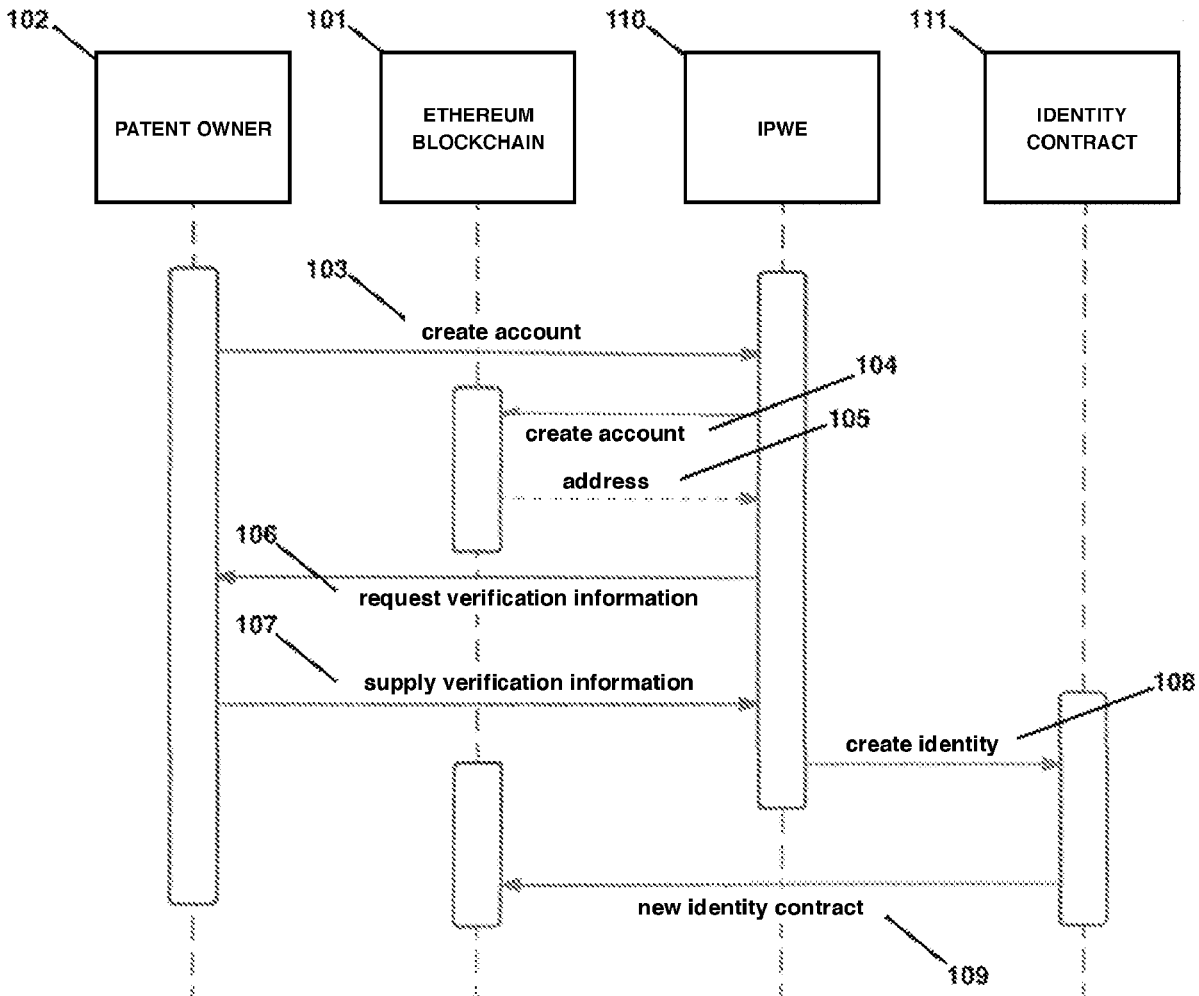 102
101
110
111
PATENT OWNER
ETHEREUM
BLOCKCHAIN
IPWE
IDENTITY
CONTRACT
103
create account
104
create account
105
address
106
request verification information
107
supply verification information
108
create identity
new identity contract
109